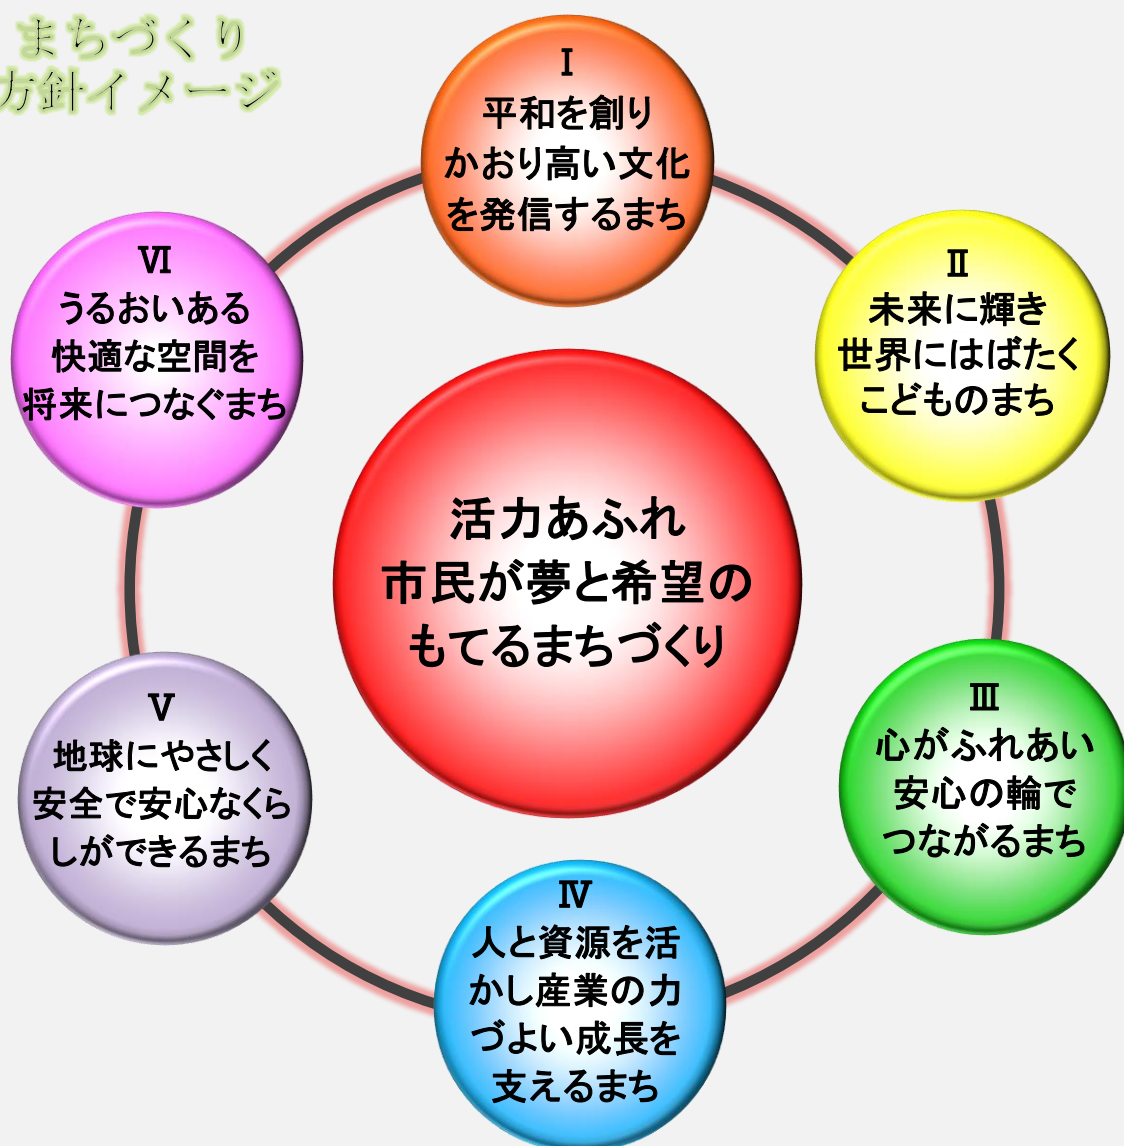 まちづくり
方針イメージ
Ⅰ
平和を創り
かおり高い文化
を発信するまち
Ⅱ
未来に輝き
世界にはばたく
こどものまち
Ⅲ
心がふれあい
安心の輪で
つながるまち
Ⅳ
人と資源を活
かし産業の力
づよい成長を
支えるまち
Ⅴ
地球にやさしく
安全で安心なくら
しができるまち
Ⅵ
うるおいある
快適な空間を
将来につなぐまち
活力あふれ
市民が夢と希望の
もてるまちづくり